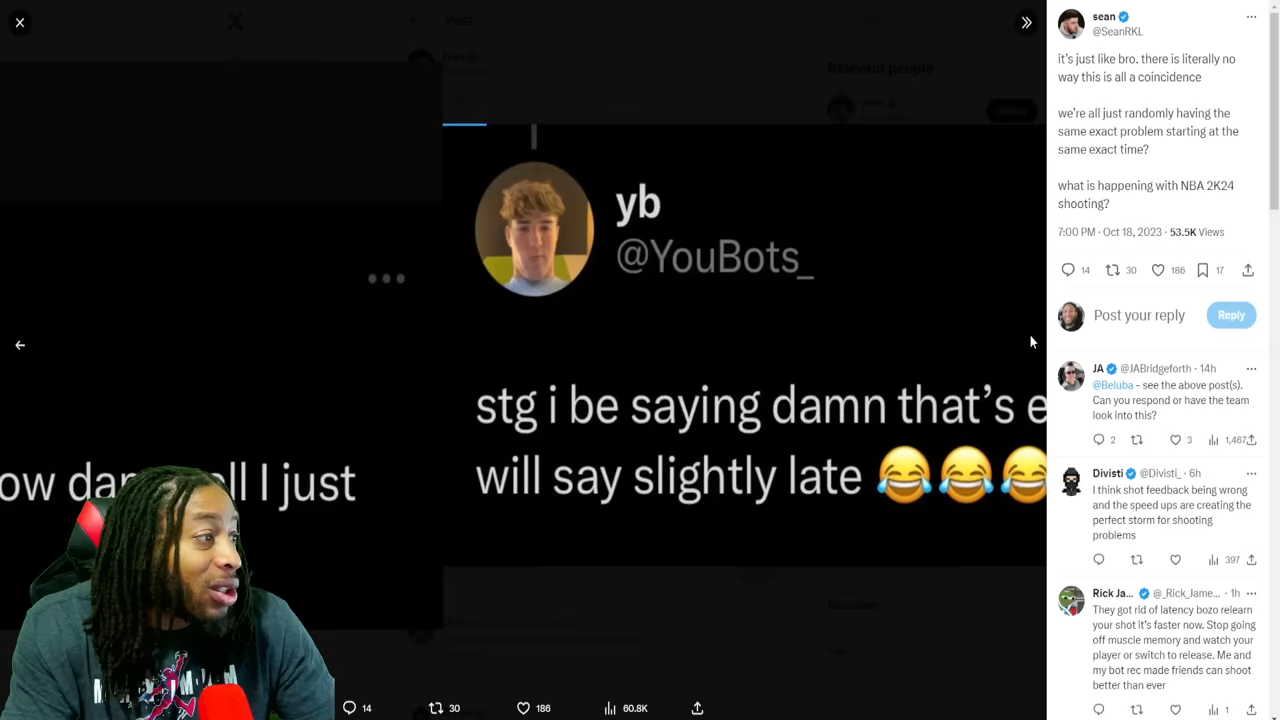 Post
Relevant people
yb
@YouBots_
stg i be saying damn that’s e
will say slightly late 😂😂😂
all I just
14
30
186
60.8K
sean
@SeanRKL
it’s just like bro. there is literally no
way this is all a coincidence
we’re all just randomly having the
same exact problem starting at the
same exact time?
what is happening with NBA 2K24
shooting?
7:00 PM · Oct 18, 2023 · 53.5K Views
14 30 186 17
Post your reply
Reply
JA @JABridgeforth · 14h
@Beluba - see the above post(s).
Can you respond or have the team
look into this?
2 3 1,467
Divisti @Divisti_ · 6h
I think shot feedback being wrong
and the speed ups are creating the
perfect storm for shooting
problems
397
Rick Ja... @_Rick_Jame... · 1h
They got rid of latency bozo relearn
your shot it’s faster now. Stop going
off muscle memory and watch your
player or switch to release. Me and
my bot rec made friends can shoot
better than ever
1